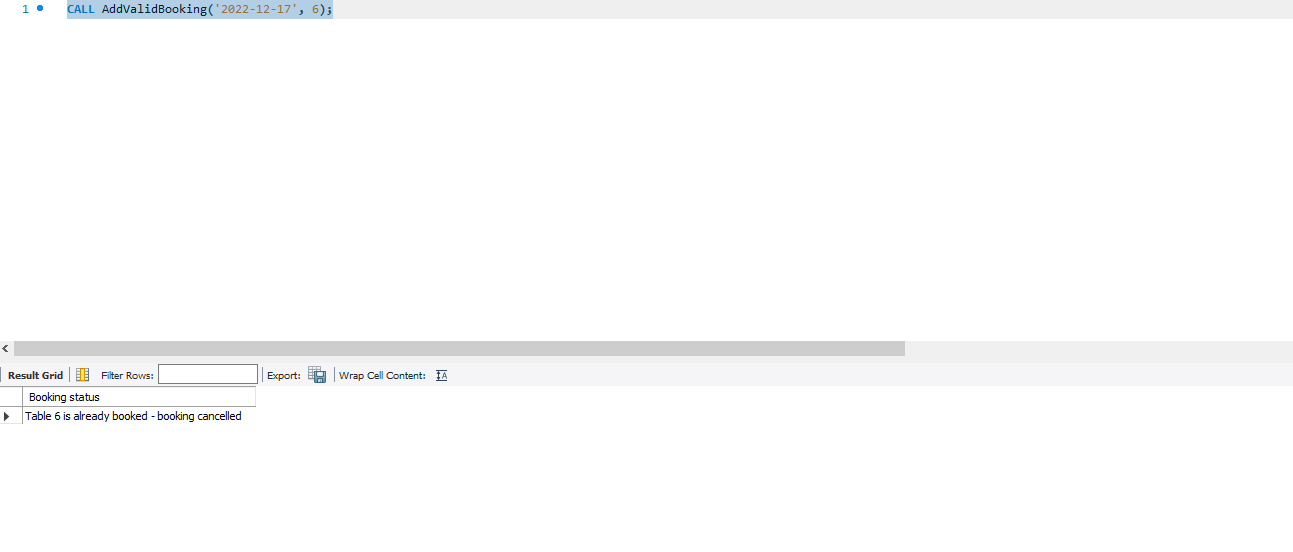 1 CALL AddValidBooking('2022-12-17', 6);
Result Grid Filter Rows: Export: Wrap Cell Content:
Booking status
Table 6 is already booked - booking cancelled